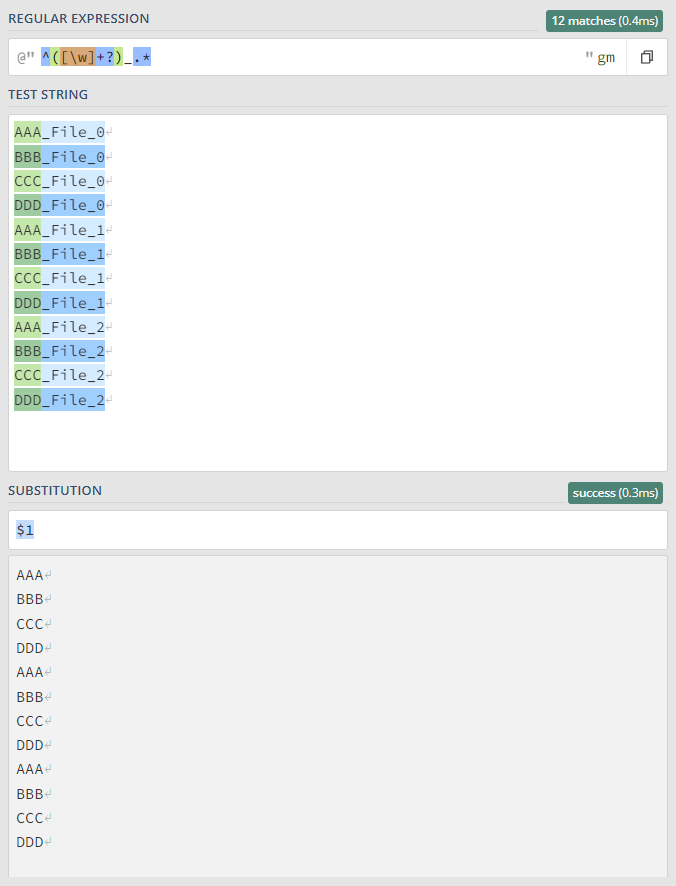 REGULAR EXPRESSION
12 matches (0.4ms)
@" ^([\w]+?)_.* " gm
TEST STRING
AAA_File_0↵
BBB_File_0↵
CCC_File_0↵
DDD_File_0↵
AAA_File_1↵
BBB_File_1↵
CCC_File_1↵
DDD_File_1↵
AAA_File_2↵
BBB_File_2↵
CCC_File_2↵
DDD_File_2↵
SUBSTITUTION
success (0.3ms)
$1
AAA↵
BBB↵
CCC↵
DDD↵
AAA↵
BBB↵
CCC↵
DDD↵
AAA↵
BBB↵
CCC↵
DDD↵